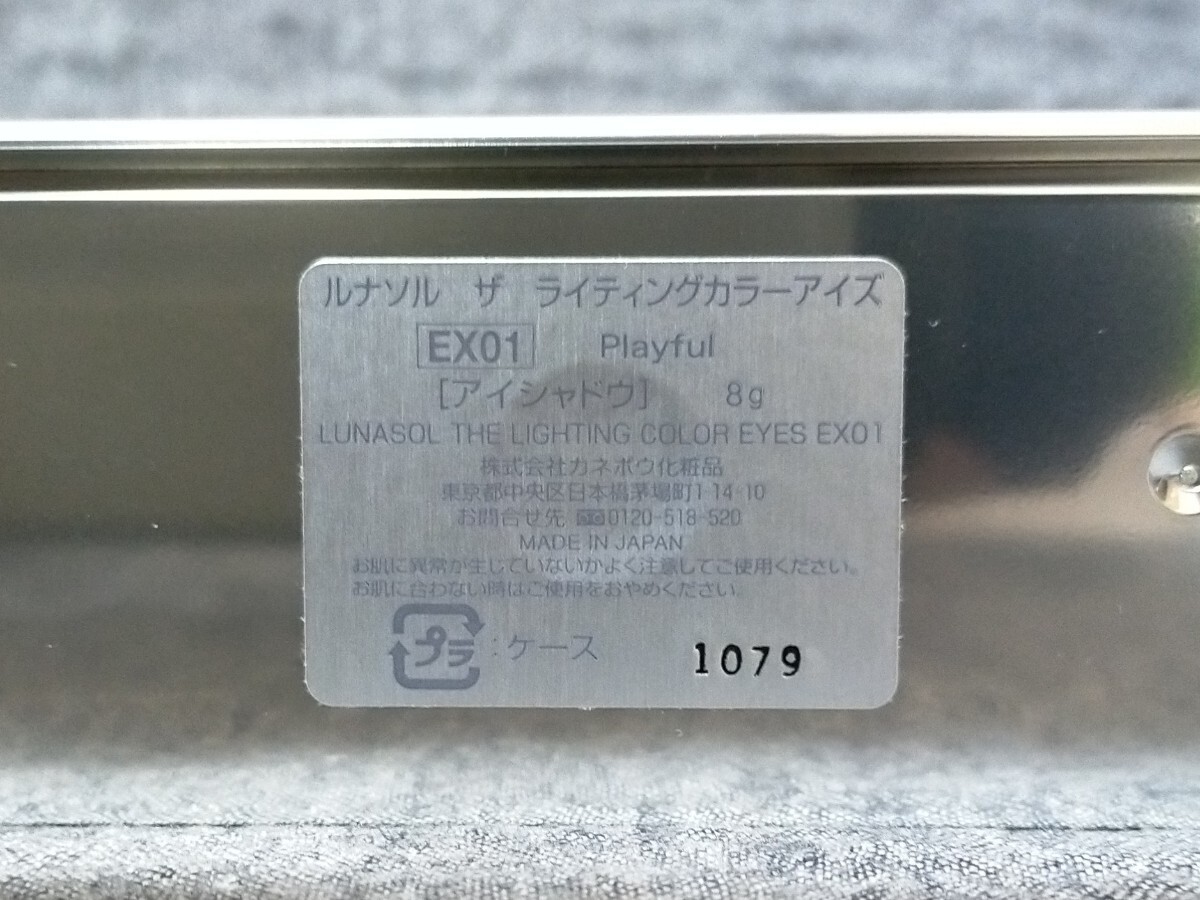 ルナソル ザ ライティングカラーアイズ
EX01 Playful
[アイシャドウ] 8g
LUNASOL THE LIGHTING COLOR EYES EX01
株式会社カネボウ化粧品
東京都中央区日本橋茅場町1-14-10
お問合せ先 0120-518-520
MADE IN JAPAN
お肌に異常が生じていないかよく注意してご使用ください。
お肌に合わない時はご使用をおやめください。
プラ :ケース 1079